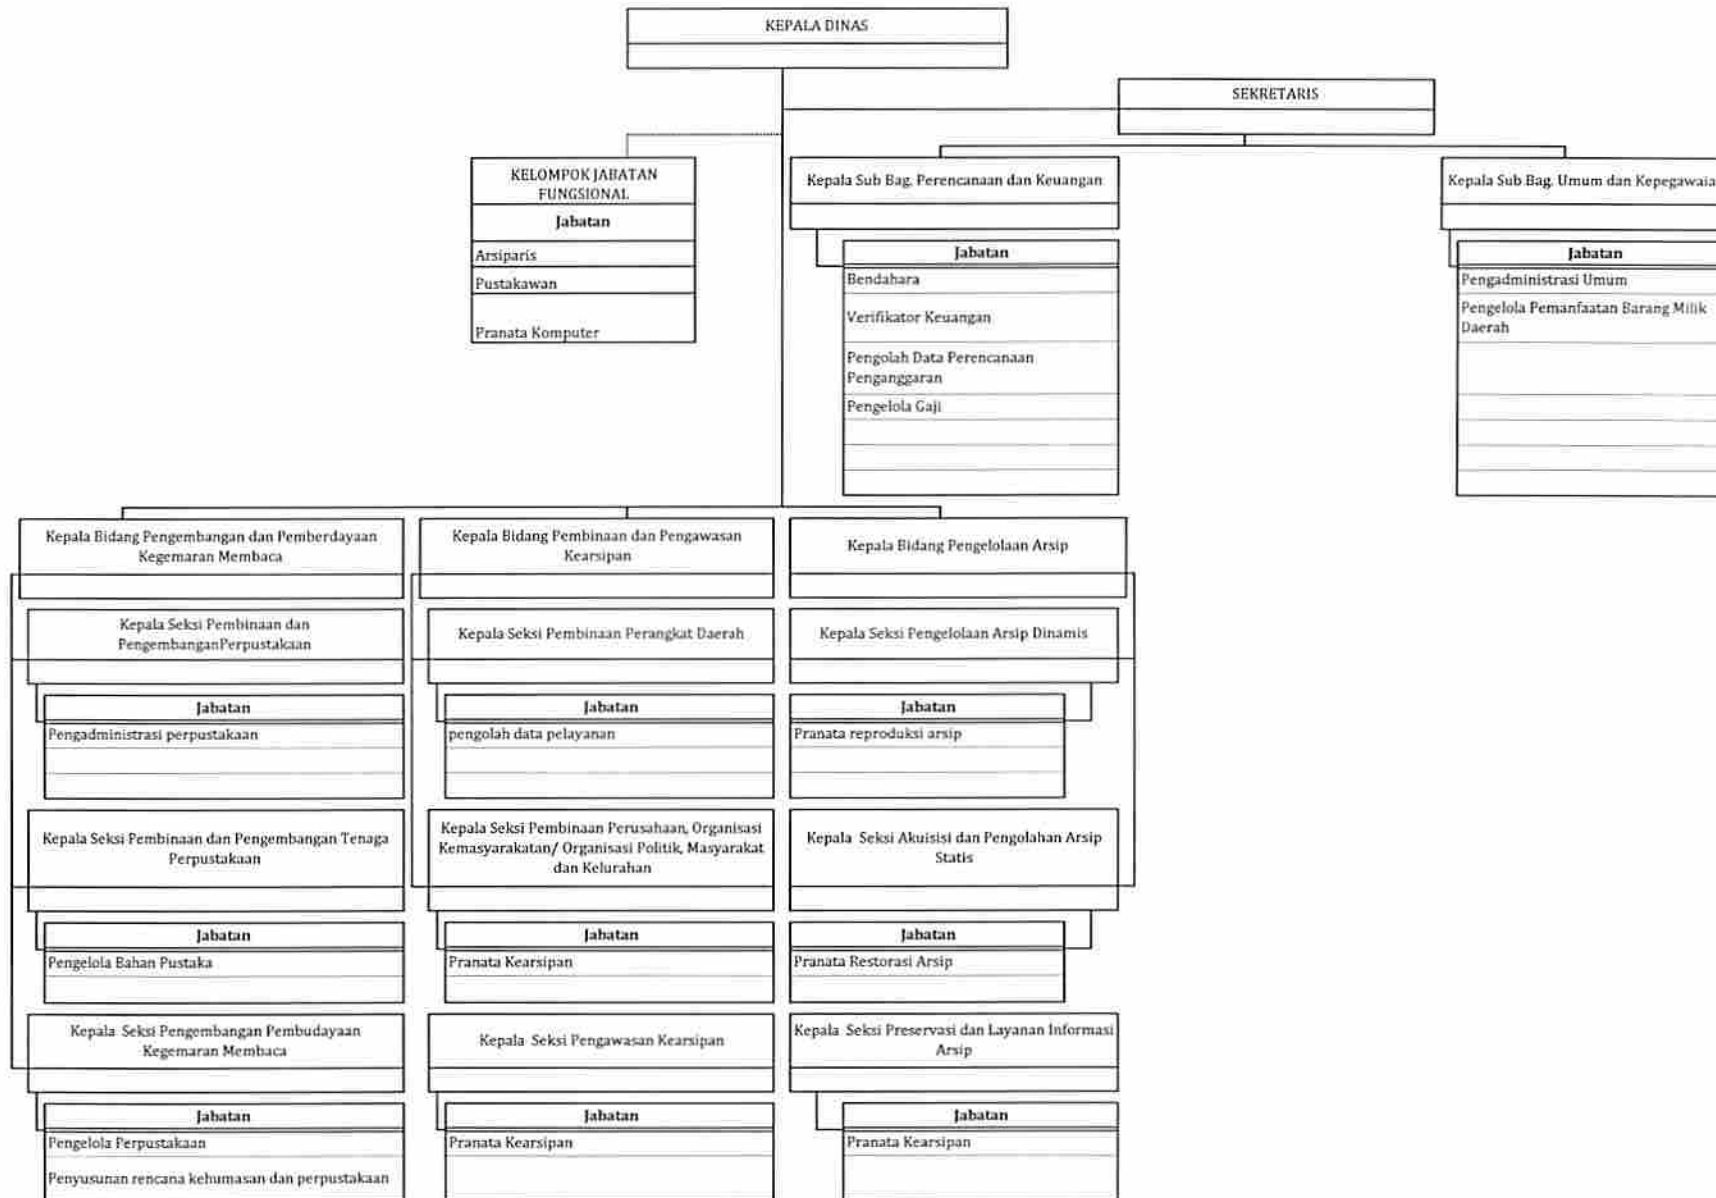 KEPALA DINAS
SEKRETARIS
KELOMPOK JABATAN
FUNGSIONAL
Jabatan
Arsiparis
Pustakawan
Pranata Komputer
Kepala Sub Bag. Perencanaan dan Keuangan
Jabatan
Bendahara
Verifikator Keuangan
Pengolah Data Perencanaan
Penganggaran
Pengelola Gaji
Kepala Sub Bag. Umum dan Kepegawaia
Jabatan
Pengadministrasi Umum
Pengelola Pemanfaatan Barang Milik
Daerah
Kepala Bidang Pengembangan dan Pemberdayaan
Kegemaran Membaca
Kepala Seksi Pembinaan dan
PengembanganPerpustakaan
Jabatan
Pengadministrasi perpustakaan
Kepala Seksi Pembinaan dan Pengembangan Tenaga
Perpustakaan
Jabatan
Pengelola Bahan Pustaka
Kepala Seksi Pengembangan Pembudayaan
Kegemaran Membaca
Jabatan
Pengelola Perpustakaan
Penyusunan rencana kehumasan dan perpustakaan
Kepala Bidang Pembinaan dan Pengawasan
Kearsipan
Kepala Seksi Pembinaan Perangkat Daerah
Jabatan
pengolah data pelayanan
Kepala Seksi Pembinaan Perusahaan, Organisasi
Kemasyarakatan/ Organisasi Politik, Masyarakat
dan Kelurahan
Jabatan
Pranata Kearsipan
Kepala Seksi Pengawasan Kearsipan
Jabatan
Pranata Kearsipan
Kepala Bidang Pengelolaan Arsip
Kepala Seksi Pengelolaan Arsip Dinamis
Jabatan
Pranata reproduksi arsip
Kepala Seksi Akuisisi dan Pengolahan Arsip
Statis
Jabatan
Pranata Restorasi Arsip
Kepala Seksi Preservasi dan Layanan Informasi
Arsip
Jabatan
Pranata Kearsipan